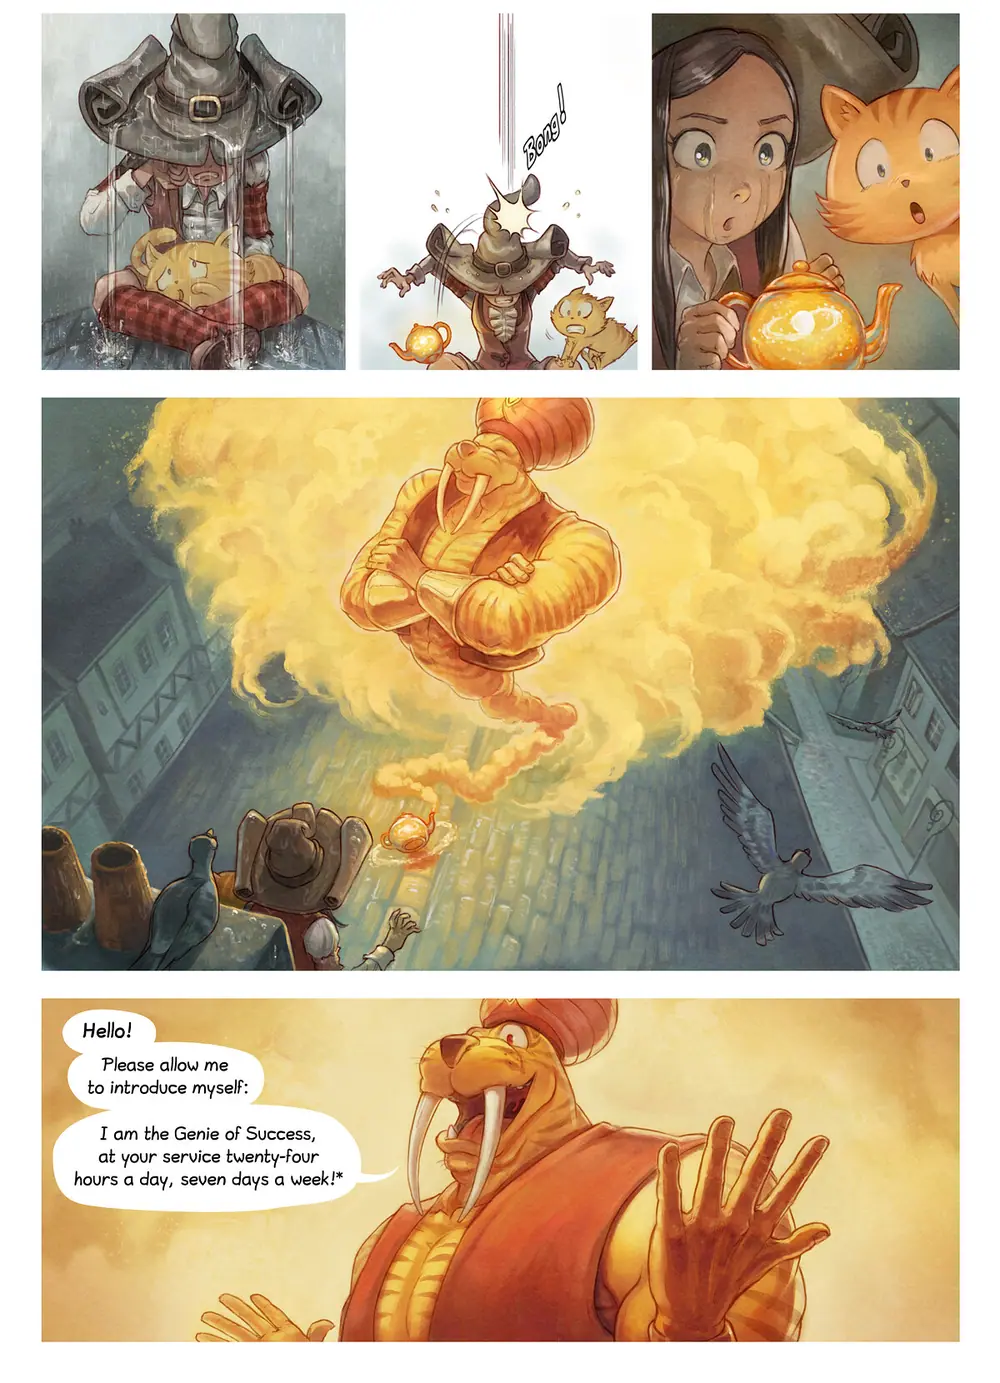 Bong!
Hello!
Please allow me
to introduce myself:
I am the Genie of Success,
at your service twenty-four
hours a day, seven days a week!*